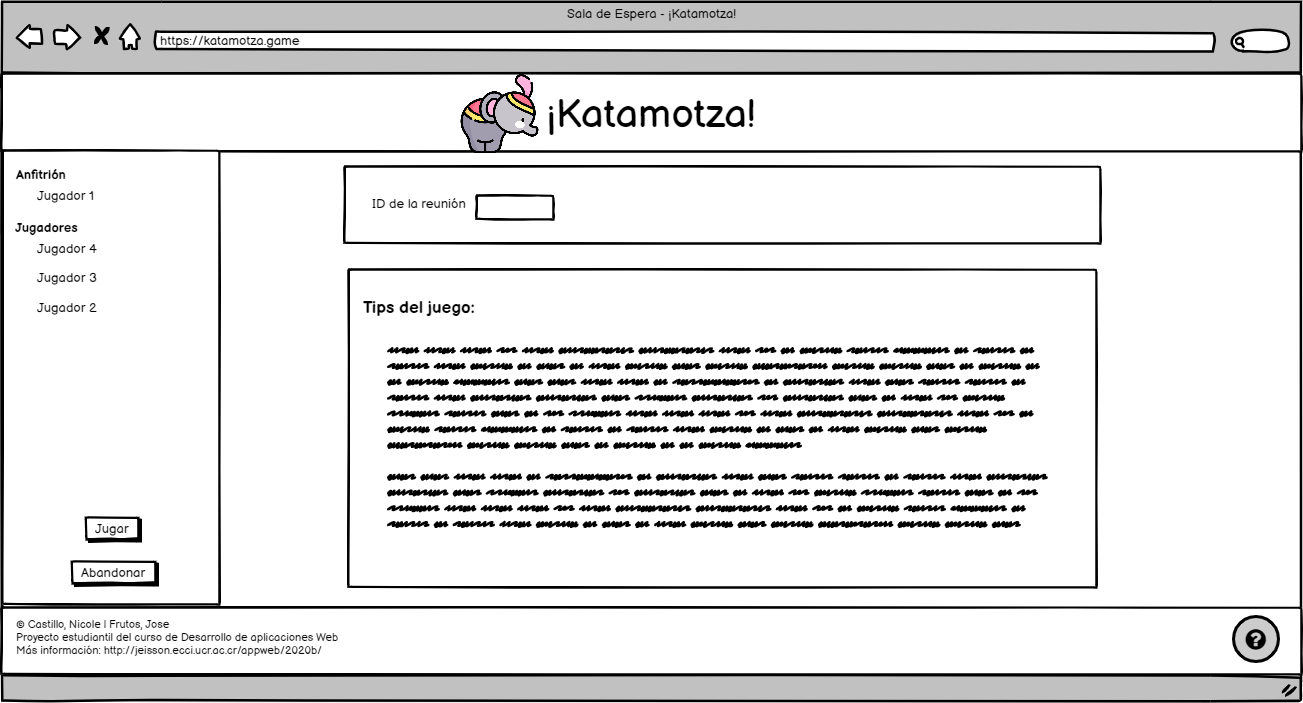 Sala de Espera - ¡Katamotza!
https://katamotza.game
¡Katamotza!
Anfitrión
Jugador 1
Jugadores
Jugador 4
Jugador 3
Jugador 2
Jugar
Abandonar
ID de la reunión
Tips del juego:
© Castillo, Nicole | Frutos, Jose
Proyecto estudiantil del curso de Desarrollo de aplicaciones Web
Más información: http://jeisson.ecci.ucr.ac.cr/appweb/2020b/
?